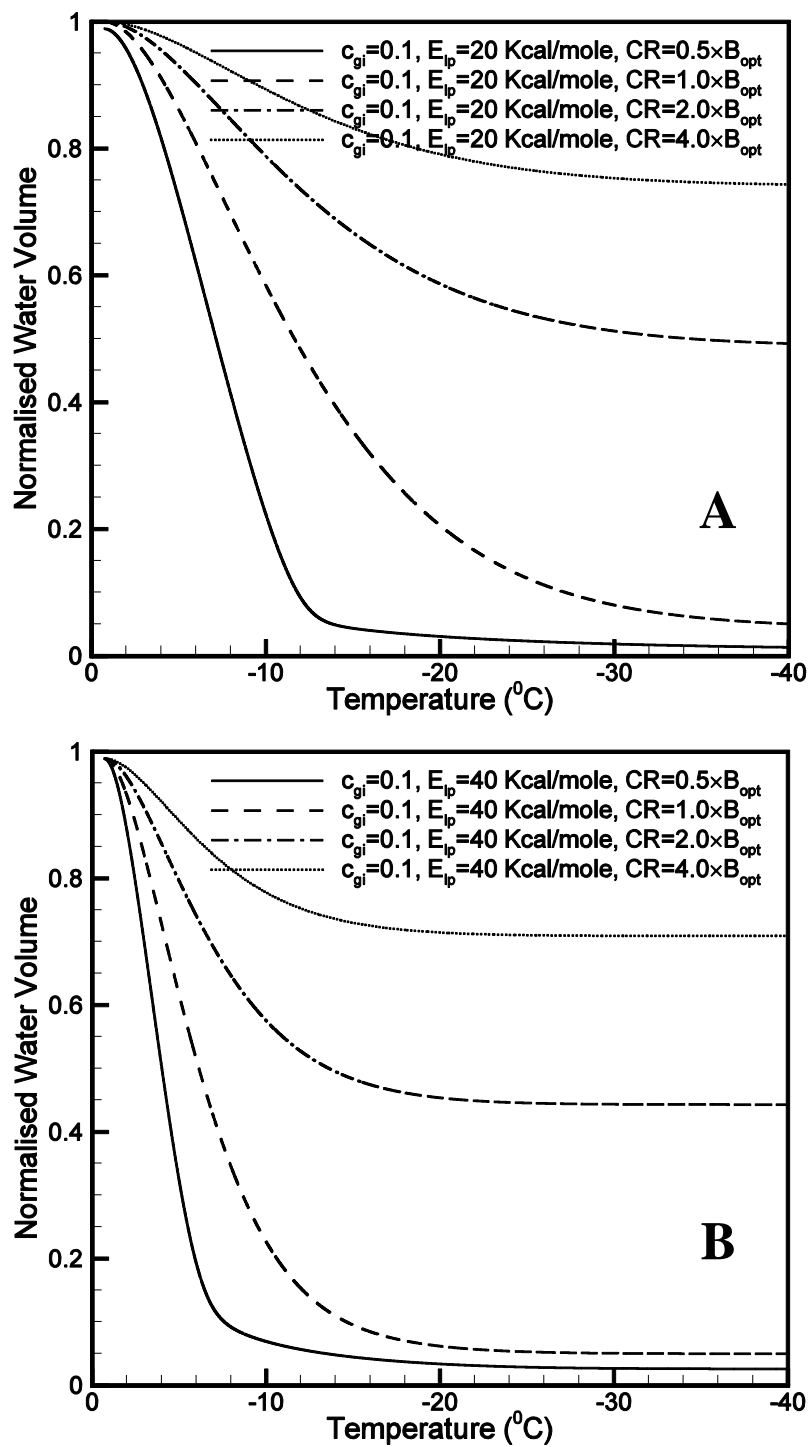 1
c_gi=0.1, E_lp=20 Kcal/mole, CR=0.5×B_opt
c_gi=0.1, E_lp=20 Kcal/mole, CR=1.0×B_opt
c_gi=0.1, E_lp=20 Kcal/mole, CR=2.0×B_opt
c_gi=0.1, E_lp=20 Kcal/mole, CR=4.0×B_opt
0.8
0.6
0.4
0.2
0
Normalised Water Volume
A
0 -10 -20 -30 -40
Temperature (⁰C)
1
c_gi=0.1, E_lp=40 Kcal/mole, CR=0.5×B_opt
c_gi=0.1, E_lp=40 Kcal/mole, CR=1.0×B_opt
c_gi=0.1, E_lp=40 Kcal/mole, CR=2.0×B_opt
c_gi=0.1, E_lp=40 Kcal/mole, CR=4.0×B_opt
0.8
0.6
0.4
0.2
0
Normalised Water Volume
B
0 -10 -20 -30 -40
Temperature (⁰C)